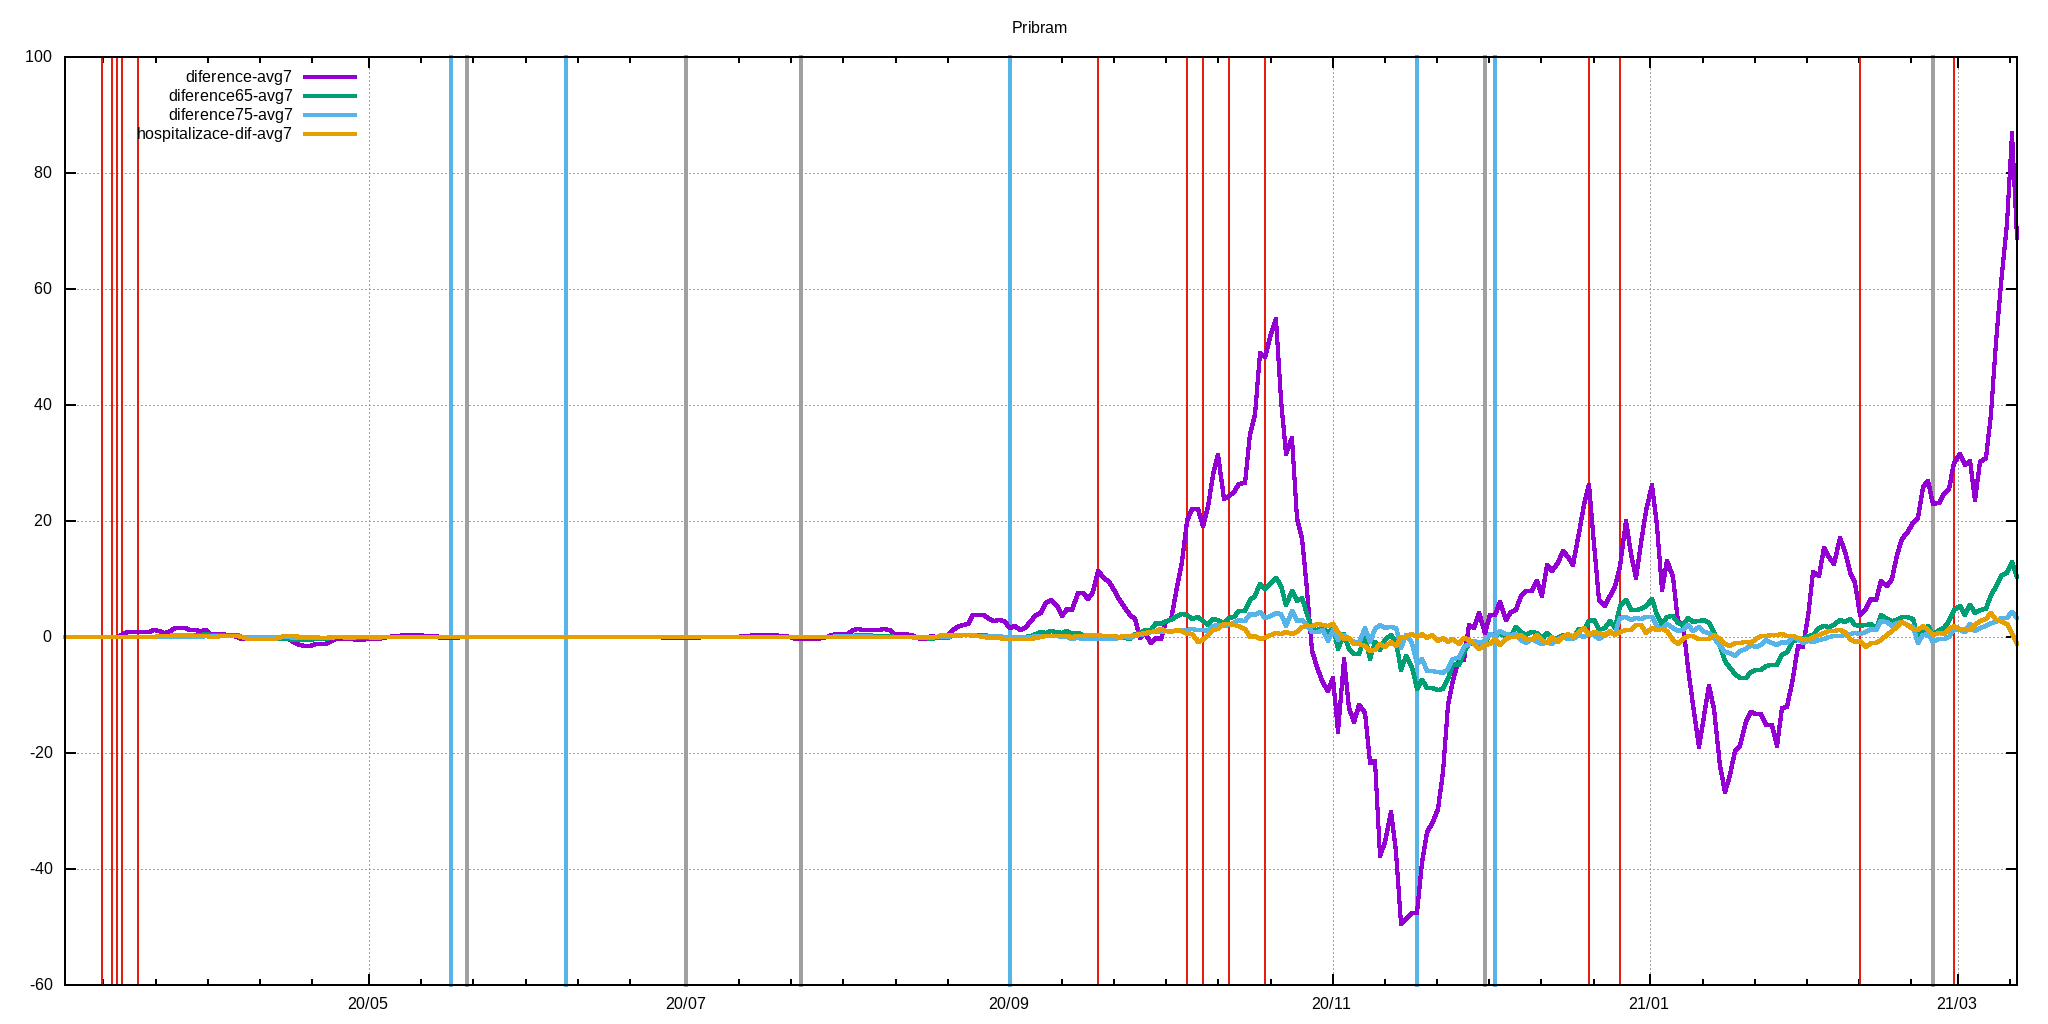 Pribram
100
80
60
40
20
0
-20
-40
-60
diference-avg7
diference65-avg7
diference75-avg7
hospitalizace-dif-avg7
20/05 20/07 20/09 20/11 21/01 21/03